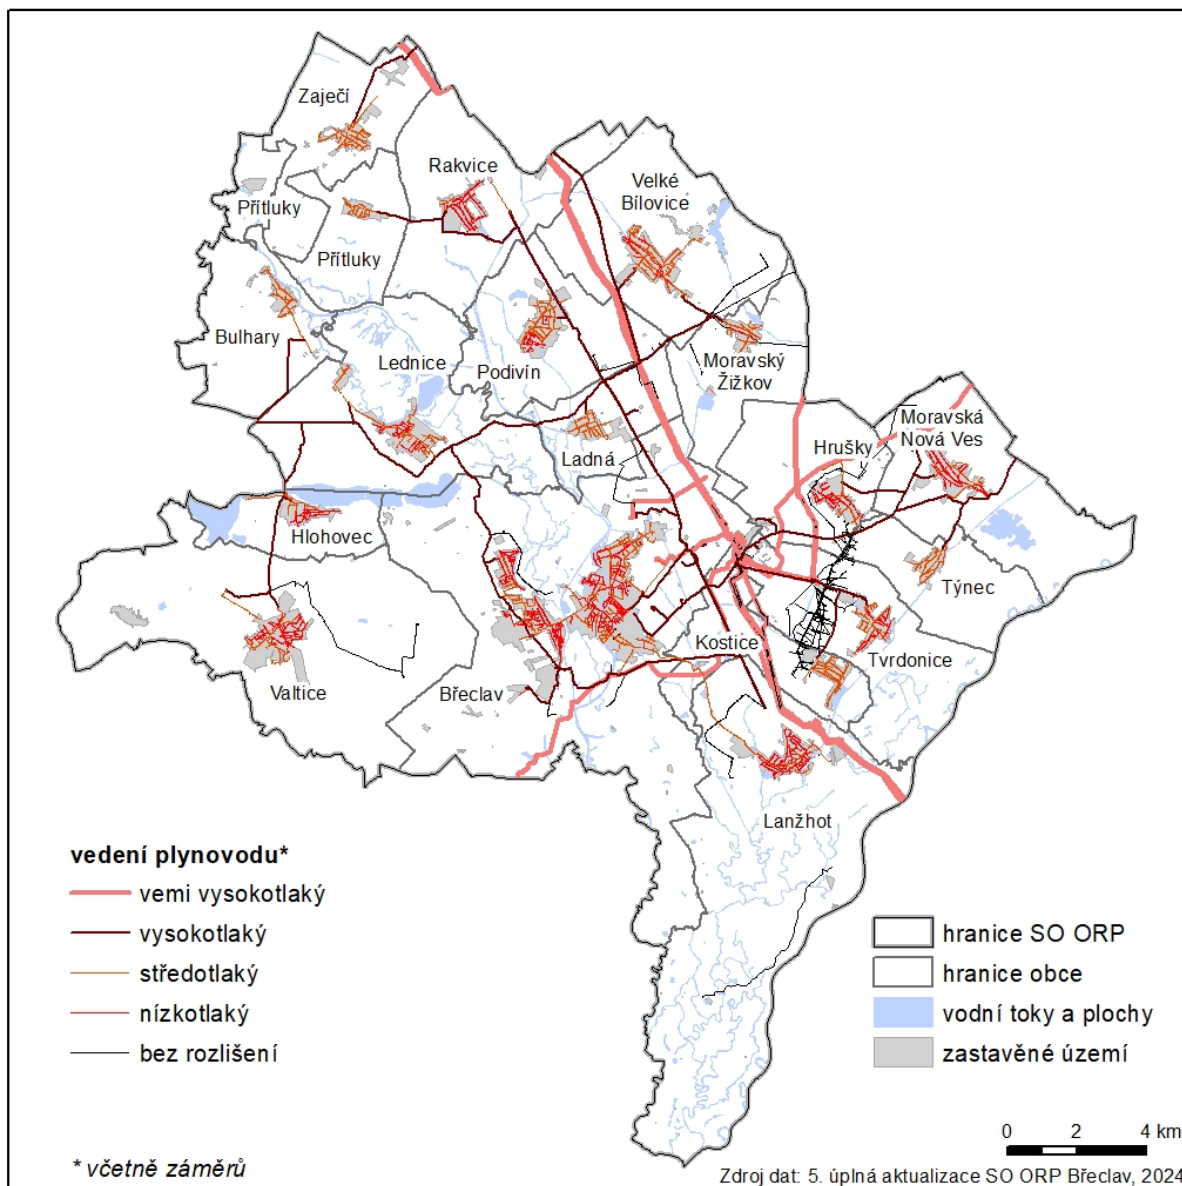 Zaječí
Rakvice
Velké
Bílovice
Přítluky
Přítluky
Bulhary
Lednice
Podivín
Moravský
Žižkov
Moravská
Nová Ves
Hrušky
Ladná
Hlohovec
Týnec
Kostice
Tvrdonice
Valtice
Břeclav
Lanžhot
vedení plynovodu*
vemi vysokotlaký
vysokotlaký
středotlaký
nízkotlaký
bez rozlišení
hranice SO ORP
hranice obce
vodní toky a plochy
zastavěné území
0 2 4 km
* včetně záměrů
Zdroj dat: 5. úplná aktualizace SO ORP Břeclav, 2024